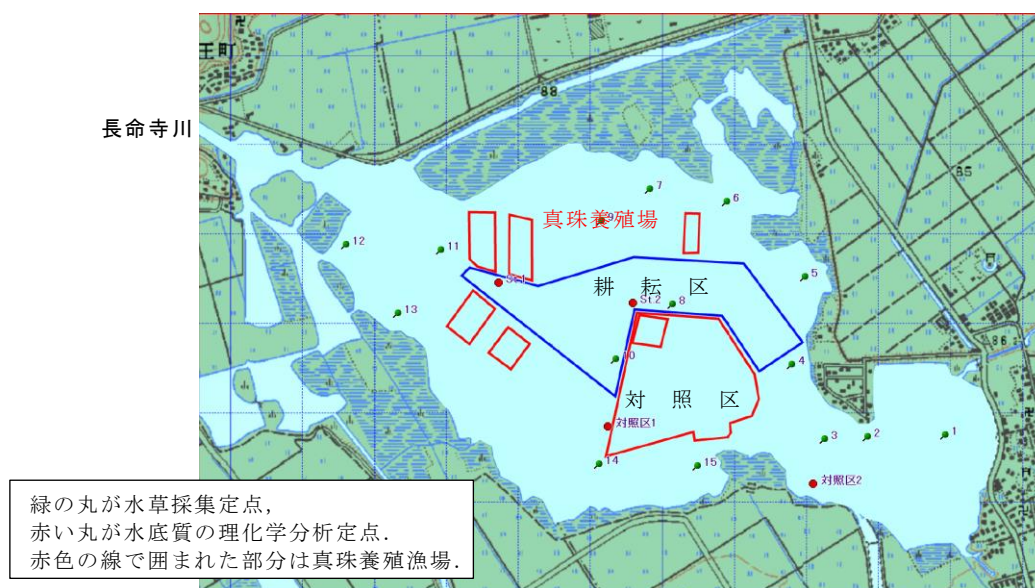 王町
88
長命寺川
85
7
6
真珠養殖場
9
12
11
5
St.1
耕耘区
St.2
8
13
86
10
4
対照区
対照区1
3
2
1
14
15
対照区2
緑の丸が水草採集定点,
赤い丸が水底質の理化学分析定点.
赤色の線で囲まれた部分は真珠養殖漁場.